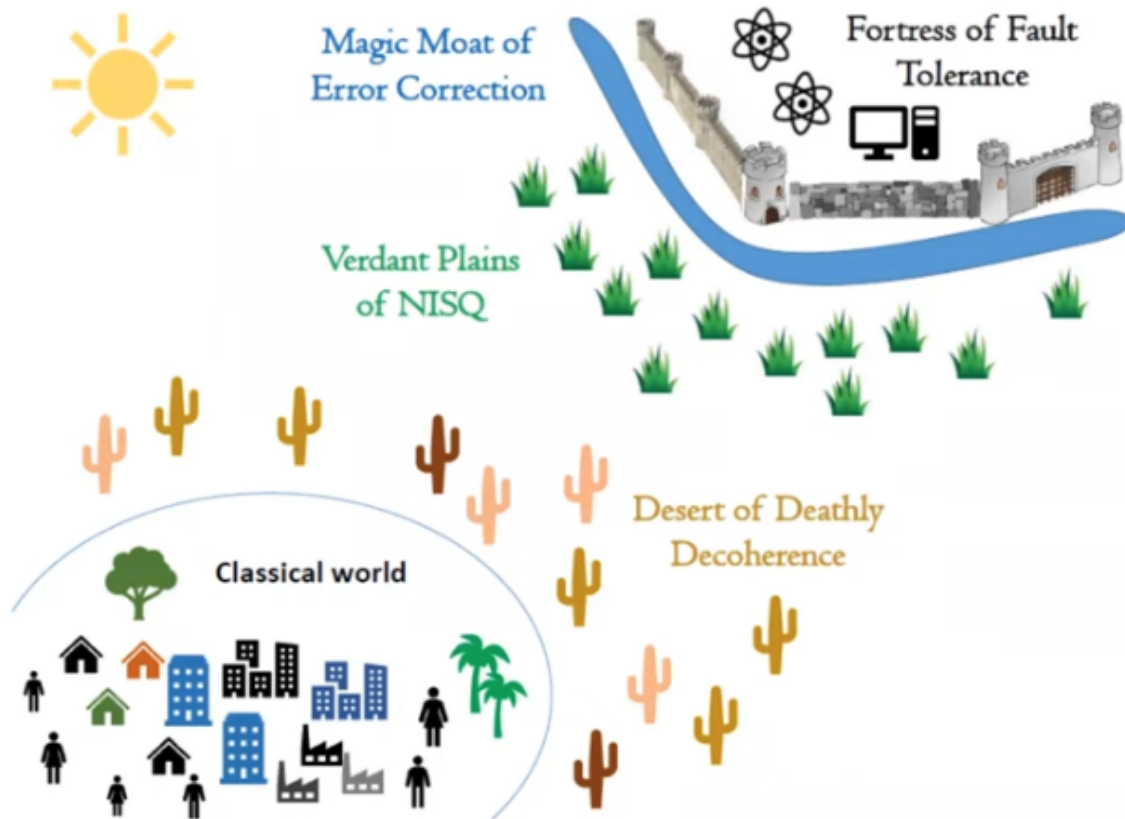 Magic Moat of
Error Correction
Fortress of Fault
Tolerance
Verdant Plains
of NISQ
Desert of Deathly
Decoherence
Classical world